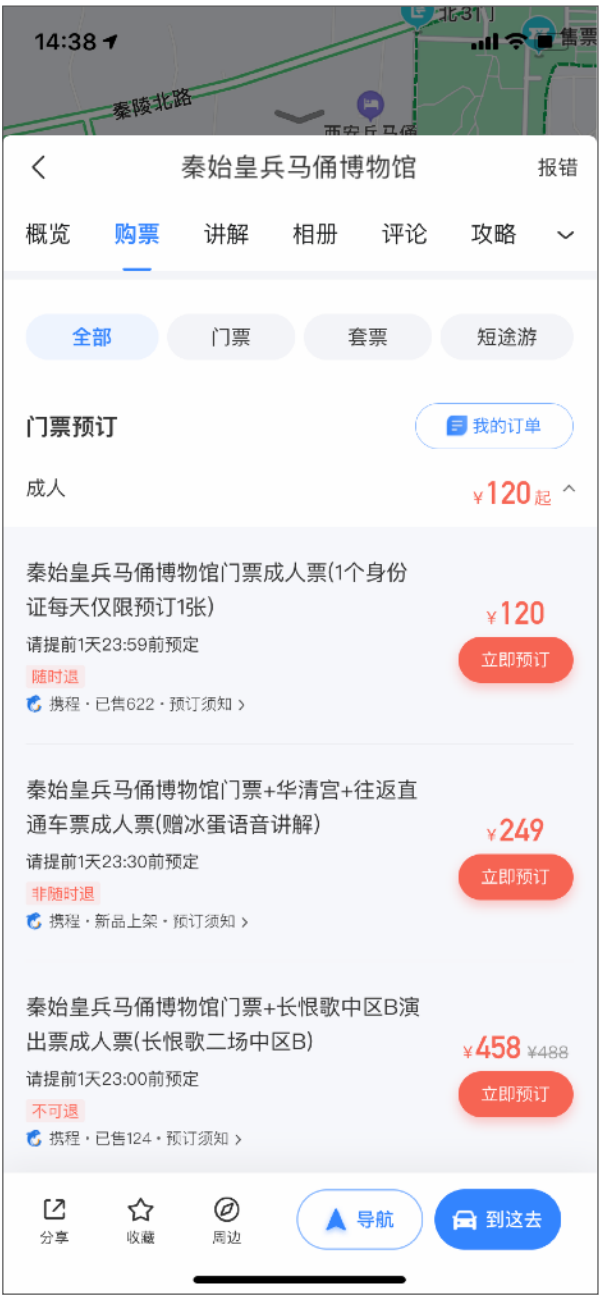 14:38
北31门
售票
秦陵北路
西安兵马俑
秦始皇兵马俑博物馆
报错
概览
购票
讲解
相册
评论
攻略
全部
门票
套票
短途游
门票预订
我的订单
成人
¥120起
秦始皇兵马俑博物馆门票成人票(1个身份
证每天仅限预订1张)
¥120
请提前1天23:59前预定
立即预订
随时退
携程·已售622·预订须知
秦始皇兵马俑博物馆门票+华清宫+往返直
通车票成人票(赠冰蛋语音讲解)
¥249
请提前1天23:30前预定
立即预订
非随时退
携程·新品上架·预订须知
秦始皇兵马俑博物馆门票+长恨歌中区B演
出票成人票(长恨歌二场中区B)
¥458 ¥488
请提前1天23:00前预定
立即预订
不可退
携程·已售124·预订须知
分享
收藏
周边
导航
到这去